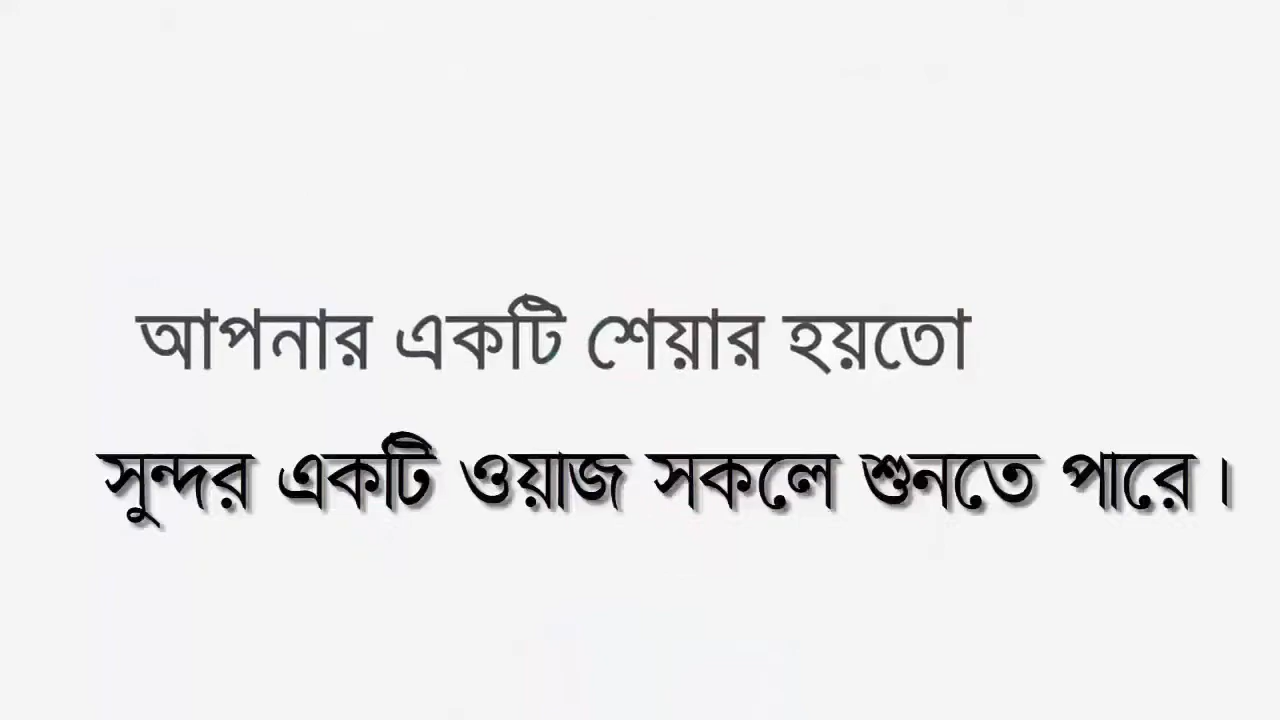 আপনার একটি শেয়ার হয়তো
সুন্দর একটি ওয়াজ সকলে শুনতে পারে।